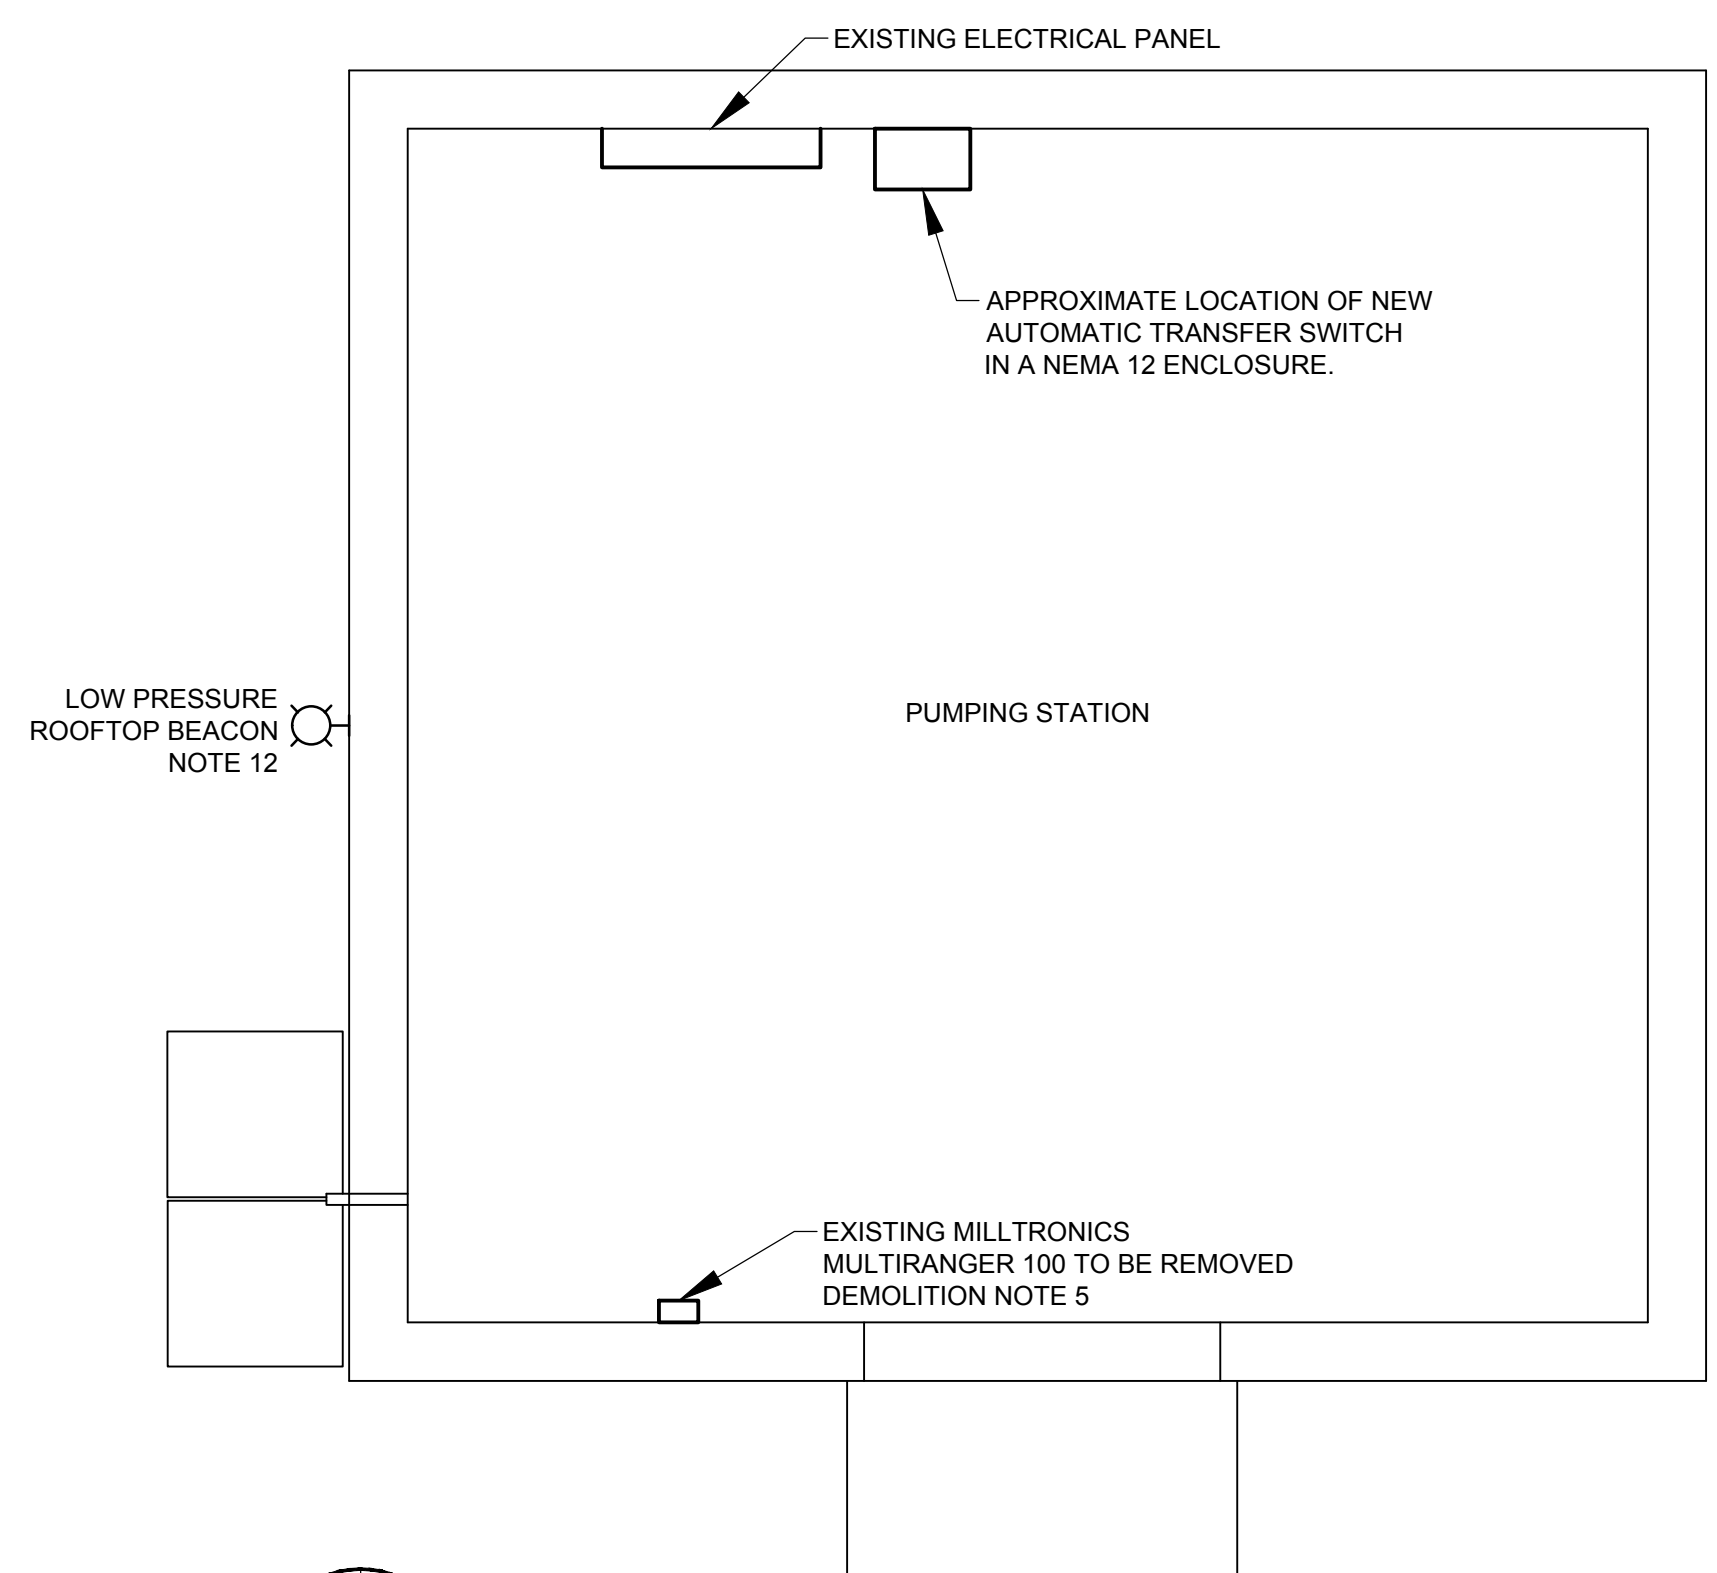 EXISTING ELECTRICAL PANEL
APPROXIMATE LOCATION OF NEW
AUTOMATIC TRANSFER SWITCH
IN A NEMA 12 ENCLOSURE.
LOW PRESSURE
ROOFTOP BEACON
NOTE 12
PUMPING STATION
EXISTING MILLTRONICS
MULTIRANGER 100 TO BE REMOVED
DEMOLITION NOTE 5